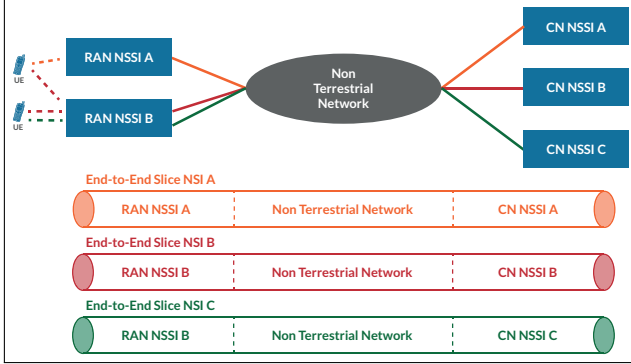 CN NSSI A
RAN NSSI A
UE
Non
Terrestrial
Network
CN NSSI B
RAN NSSI B
UE
CN NSSI C
End-to-End Slice NSI A
RAN NSSI A Non Terrestrial Network CN NSSI A
End-to-End Slice NSI B
RAN NSSI B Non Terrestrial Network CN NSSI B
End-to-End Slice NSI C
RAN NSSI B Non Terrestrial Network CN NSSI C